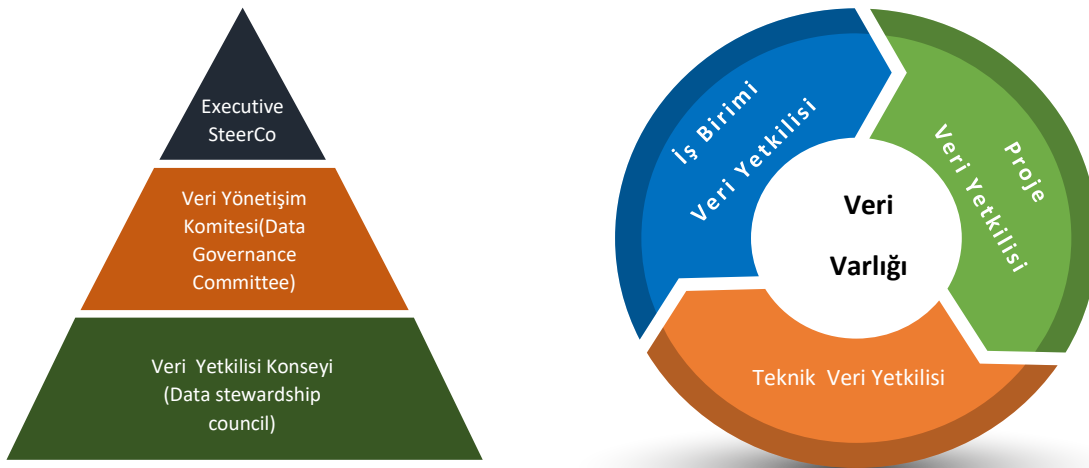 Executive
SteerCo
Veri Yönetişim
Komitesi(Data
Governance
Committee)
Veri  Yetkilisi Konseyi
(Data stewardship
council)
İş Birimi
Veri Yetkilisi
Proje
Veri Yetkilisi
Veri
Varlığı
Teknik  Veri Yetkilisi